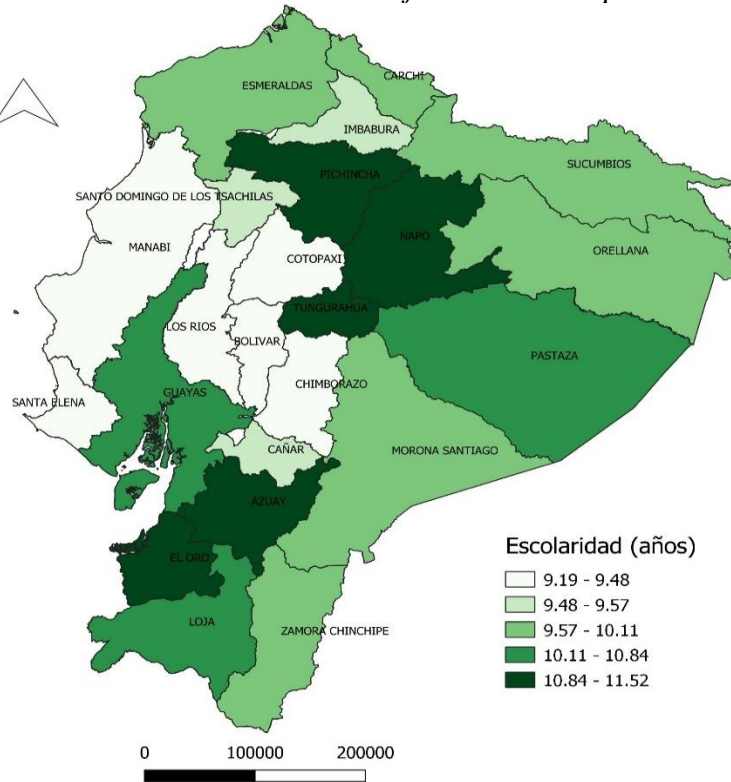 ESMERALDAS
CARCHI
IMBABURA
SUCUMBIOS
PICHINCHA
SANTO DOMINGO DE LOS TSACHILAS
NAPO
ORELLANA
MANABI
COTOPAXI
TUNGURAHUA
LOS RIOS
BOLIVAR
PASTAZA
CHIMBORAZO
GUAYAS
SANTA ELENA
CAÑAR
MORONA SANTIAGO
AZUAY
EL ORO
LOJA
ZAMORA CHINCHIPE
Escolaridad (años)
9.19 - 9.48
9.48 - 9.57
9.57 - 10.11
10.11 - 10.84
10.84 - 11.52
0 100000 200000